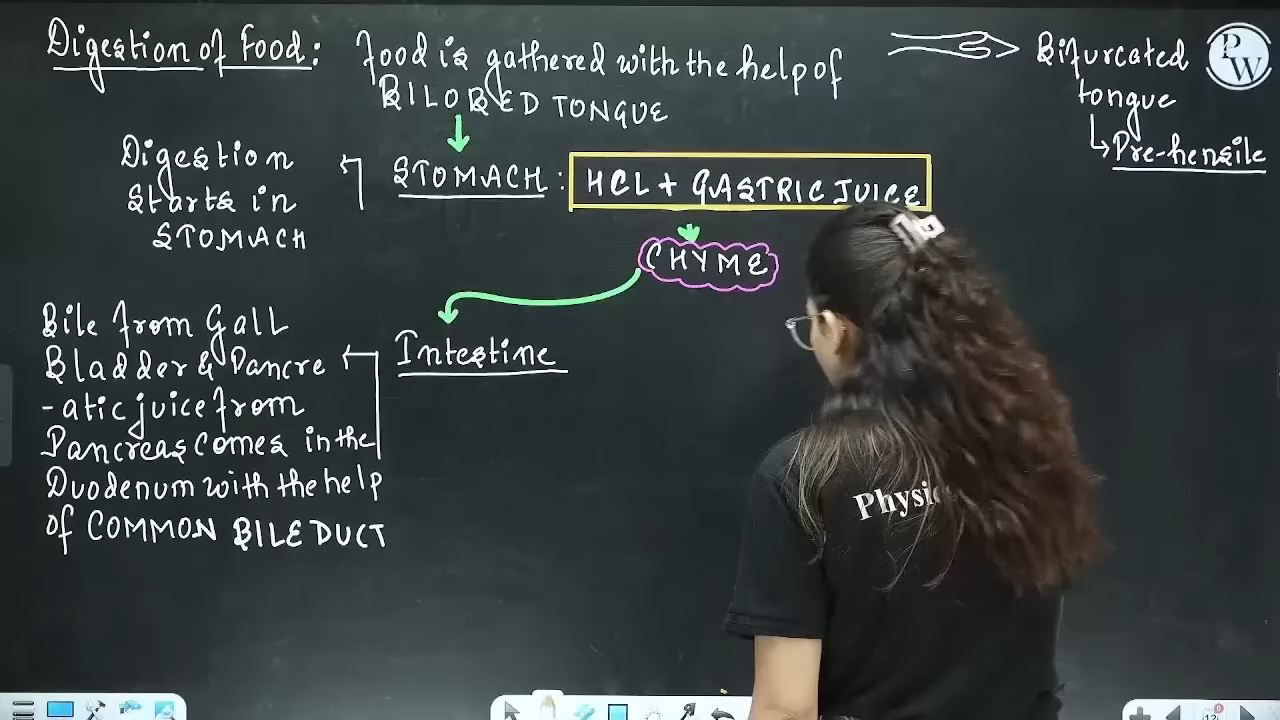 Digestion of Food: Food is gathered with the help of
BILOBED TONGUE
Bifurcated
tongue
Pre-hensile
PW
Digestion
Starts in
STOMACH
STOMACH : HCL + GASTRIC JUICE
CHYME
Intestine
Bile from Gall
Bladder & Pancre
-atic juice from
Pancreas comes in the
Duodenum with the help
of COMMON BILE DUCT